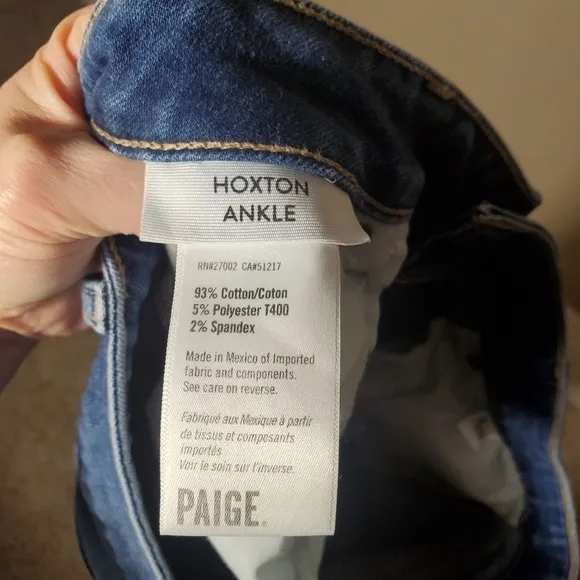 HOXTON
ANKLE
RN#27002 CA#51217
93% Cotton/Coton
5% Polyester T400
2% Spandex
Made in Mexico of Imported
fabric and components.
See care on reverse.
Fabriqué aux Mexique à partir
de tissus et composants
importés
Voir le soin sur l'inverse.
PAIGE.